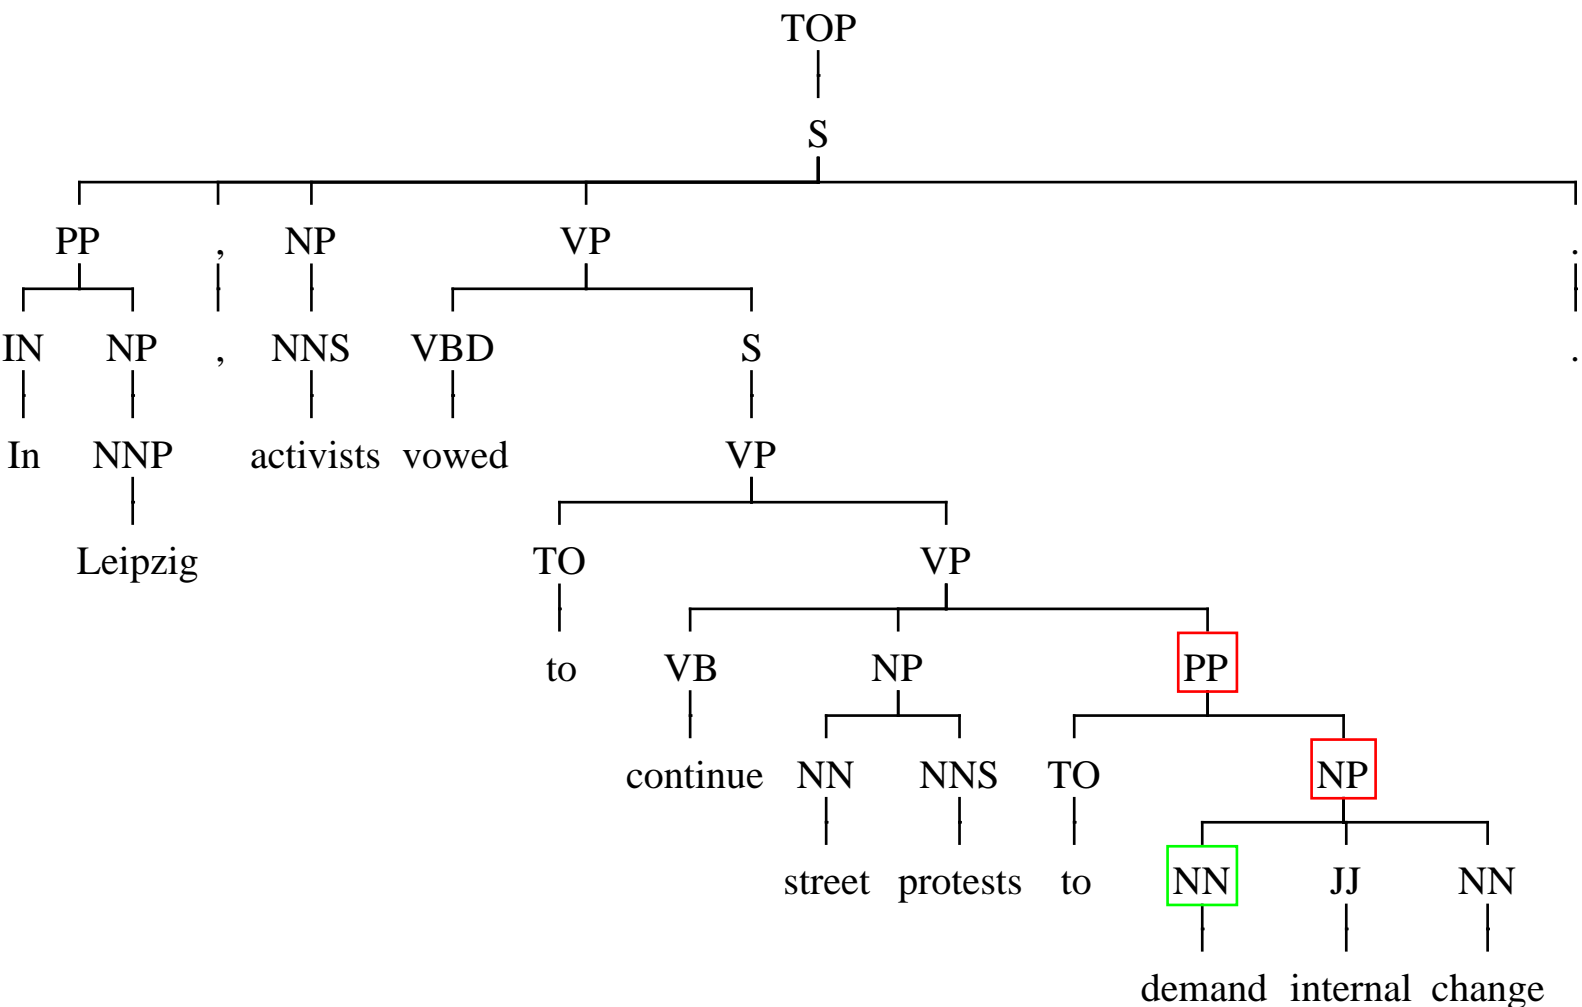 TOP
S
PP , NP VP .
IN NP , NNS VBD S .
In NNP activists vowed VP
Leipzig TO VP
to VB NP PP
continue NN NNS TO NP
street protests to NN JJ NN
demand internal change